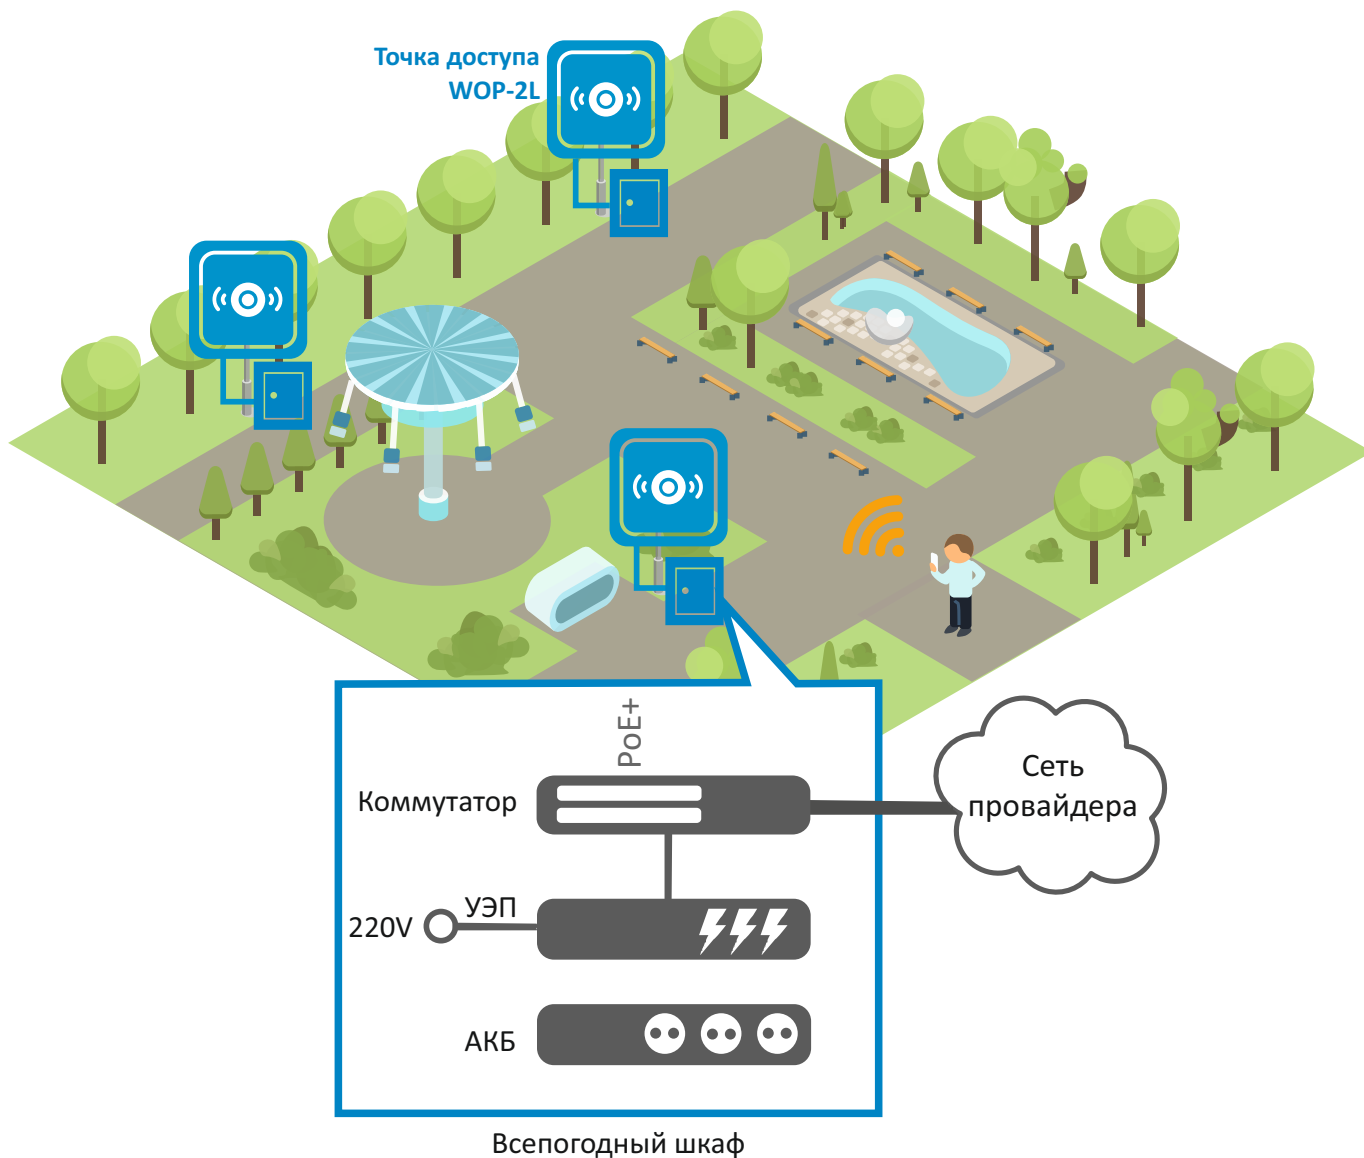 Точка доступа
WOP-2L
PoE+
Коммутатор
Сеть
провайдера
УЭП
220V
АКБ
Всепогодный шкаф